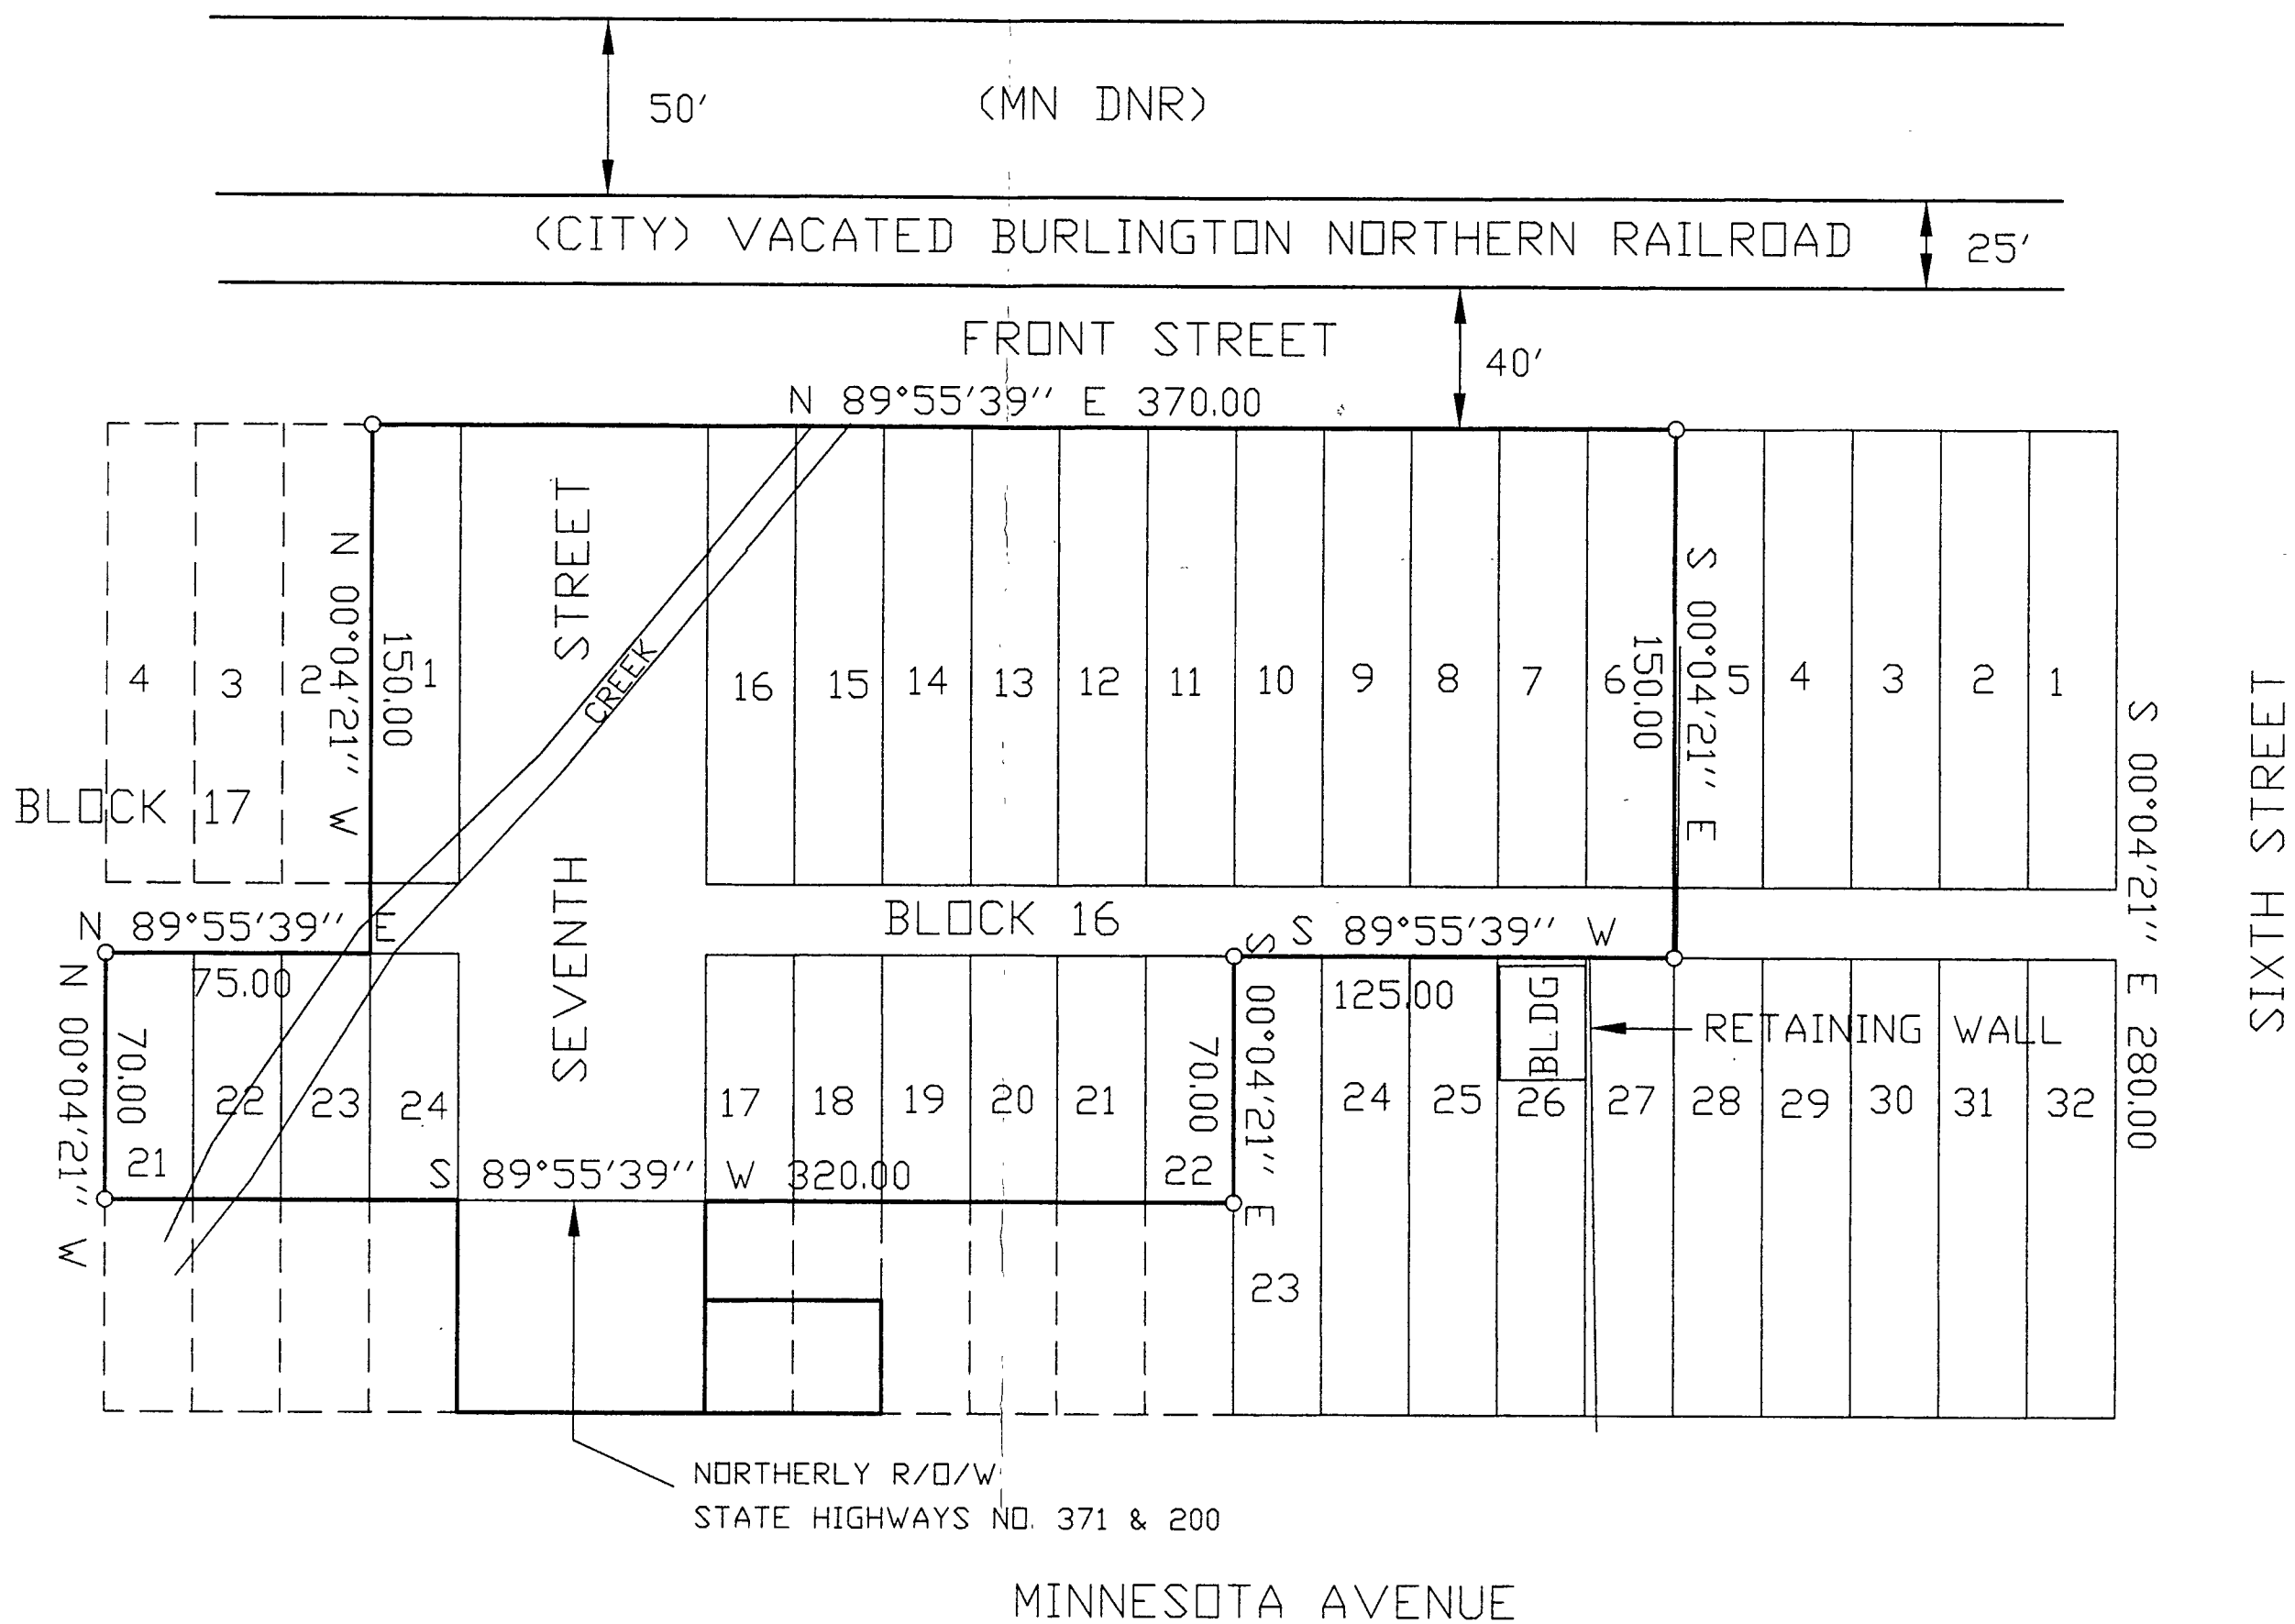 50' (MN DNR)
(CITY) VACATED BURLINGTON NORTHERN RAILROAD 25'
FRONT STREET
40'
N 89°55'39" E 370.00
N 00°04'21" W
150.00
SEVENTH STREET
CREEK
S 00°04'21" E
150.00
4 3 2 1 16 15 14 13 12 11 10 9 8 7 6 5 4 3 2 1
BLOCK 17
S 00°04'21" E 280.00
SIXTH STREET
BLOCK 16
N 89°55'39" E
75.00
S 89°55'39" W
125.00
N 00°04'21" W
70.00
S 00°04'21" E
70.00
BLDG
RETAINING WALL
21 22 23 24 17 18 19 20 21 22 24 25 26 27 28 29 30 31 32
S 89°55'39" W 320.00
23
NORTHERLY R/O/W
STATE HIGHWAYS NO. 371 & 200
MINNESOTA AVENUE